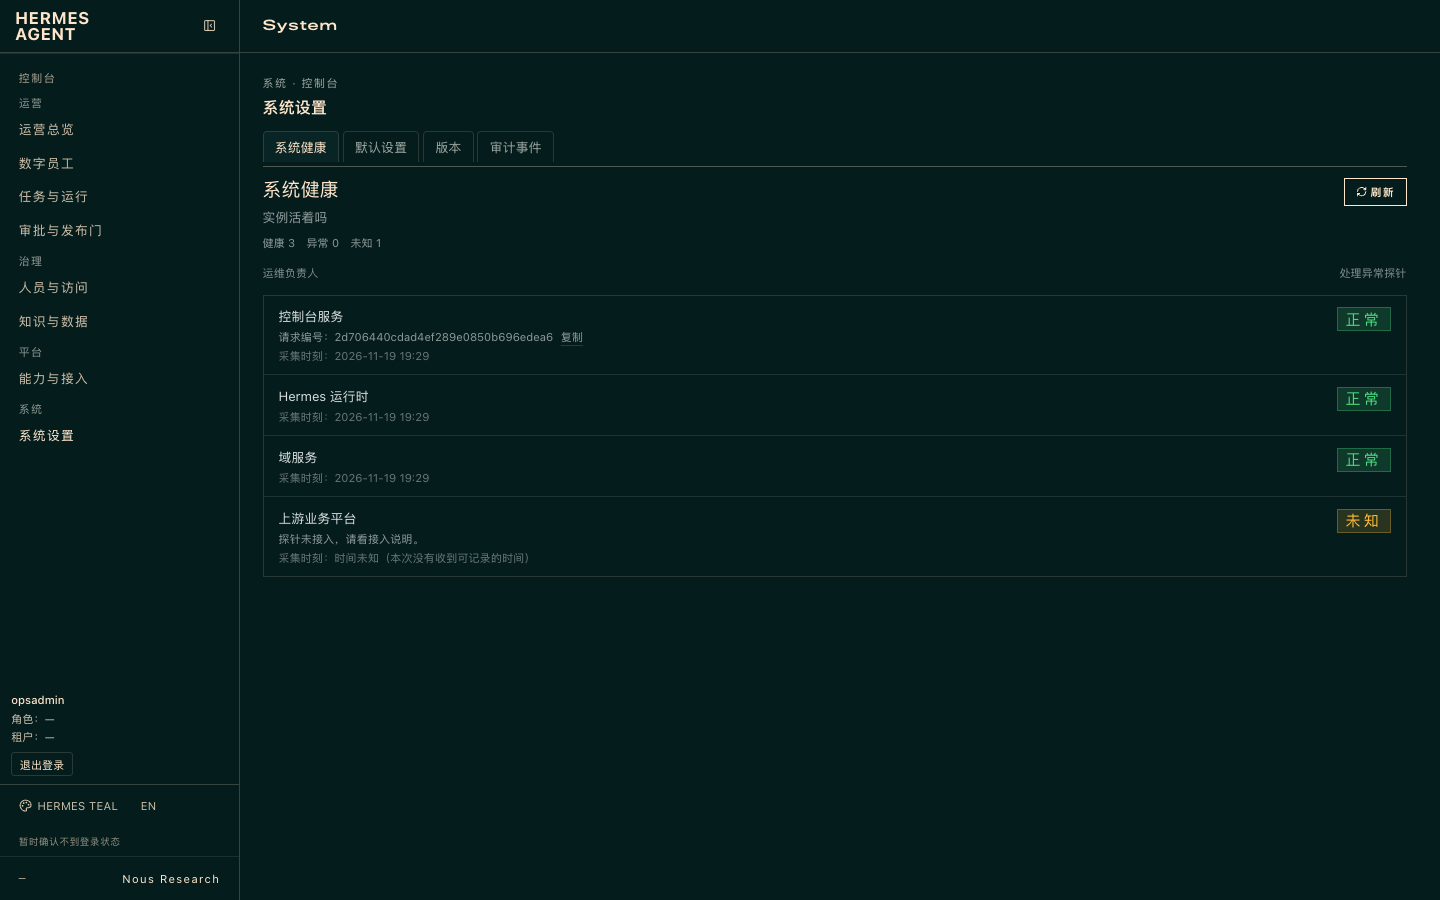 HERMES
AGENT
控制台
运营
运营总览
数字员工
任务与运行
审批与发布门
治理
人员与访问
知识与数据
平台
能力与接入
系统
系统设置
opsadmin
角色：—
租户：—
退出登录
HERMES TEAL EN
暂时确认不到登录状态
— Nous Research
System
系统 · 控制台
系统设置
系统健康 默认设置 版本 审计事件
系统健康 刷新
实例活着吗
健康 3 异常 0 未知 1
运维负责人 处理异常探针
控制台服务 正常
请求编号：2d706440cdad4ef289e0850b696edea6 复制
采集时刻：2026-11-19 19:29
Hermes 运行时 正常
采集时刻：2026-11-19 19:29
域服务 正常
采集时刻：2026-11-19 19:29
上游业务平台 未知
探针未接入，请看接入说明。
采集时刻：时间未知（本次没有收到可记录的时间）